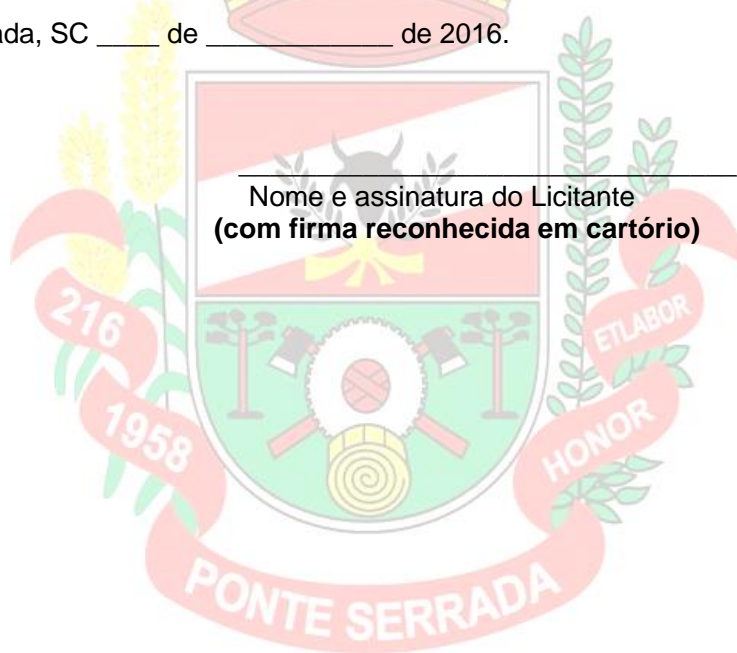 ada, SC ____ de ____________ de 2016.
________________________________
Nome e assinatura do Licitante
(com firma reconhecida em cartório)
216
1958
ETLABOR
HONOR
PONTE SERRADA